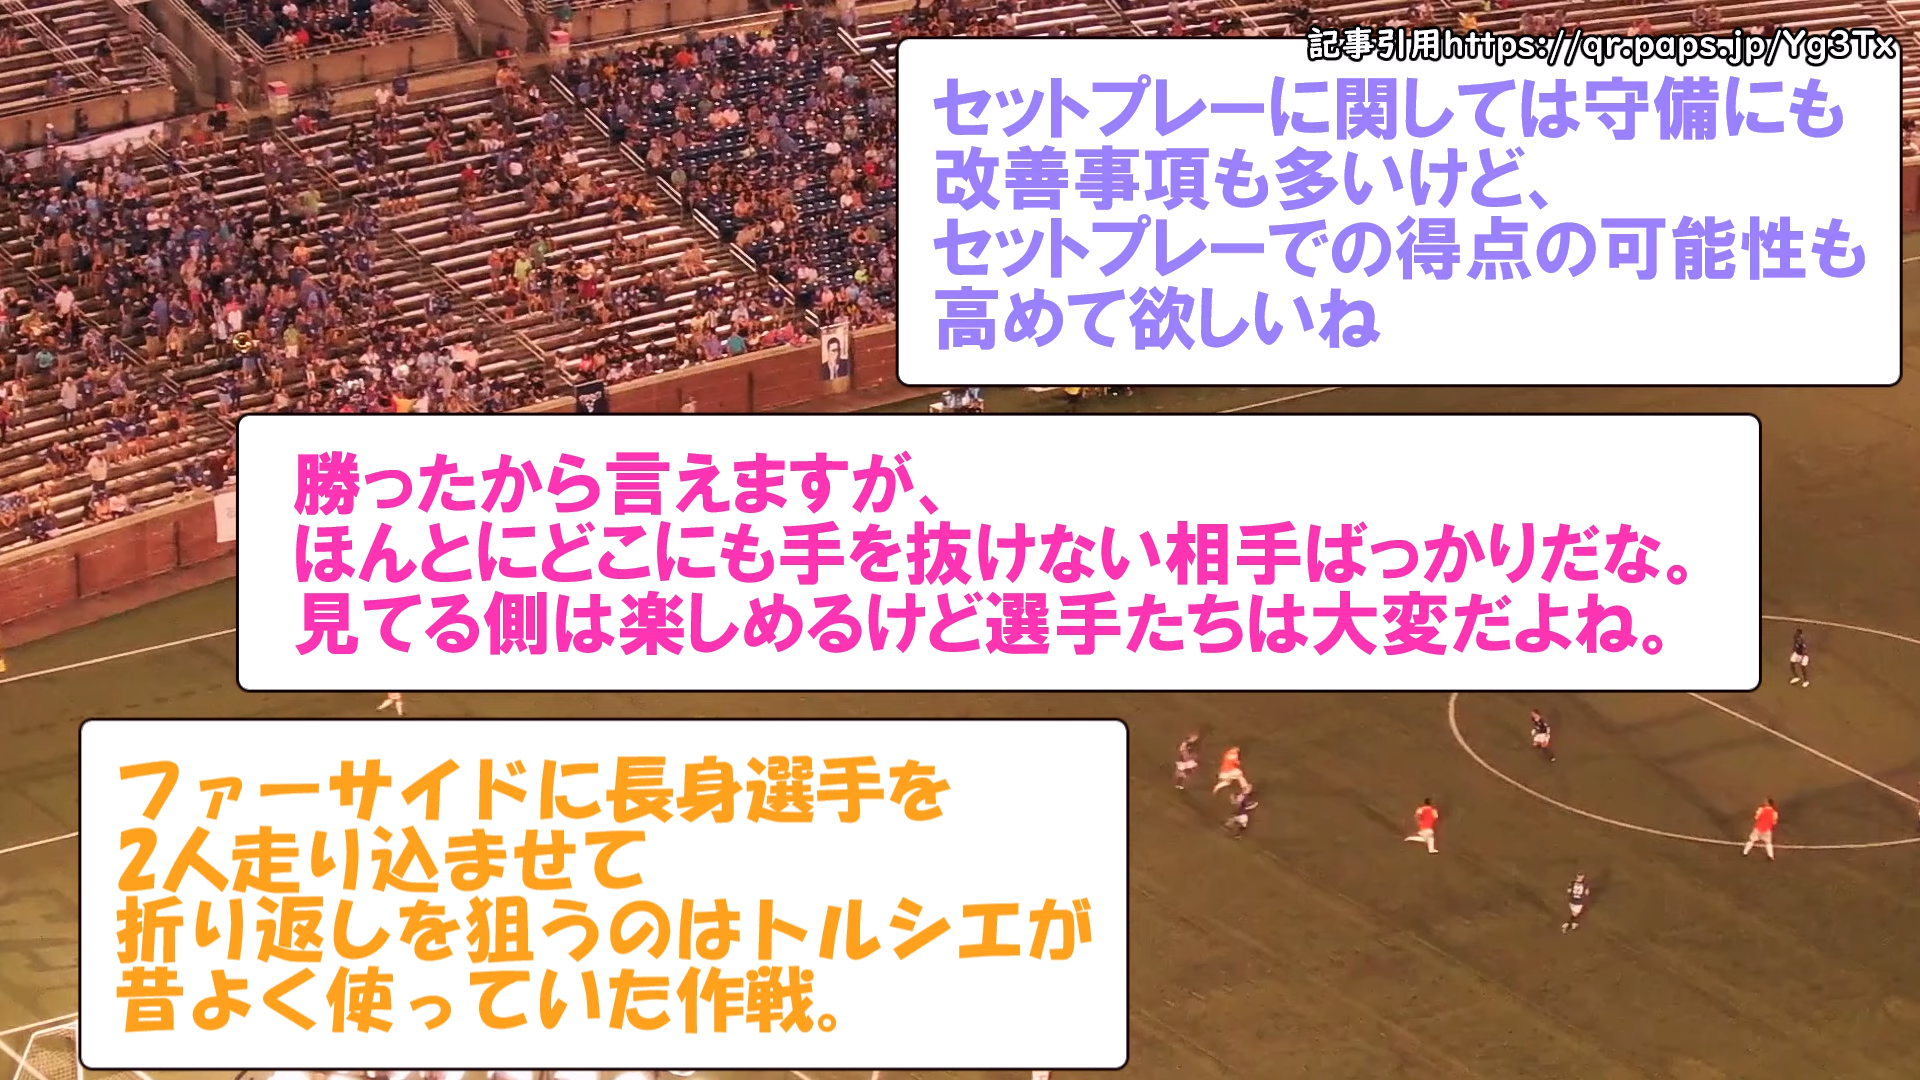 記事引用https://qr.paps.jp/Yg3Tx
セットプレーに関しては守備にも
改善事項も多いけど、
セットプレーでの得点の可能性も
高めて欲しいね
勝ったから言えますが、
ほんとにどこにも手を抜けない相手ばっかりだな。
見てる側は楽しめるけど選手たちは大変だよね。
ファーサイドに長身選手を
2人走り込ませて
折り返しを狙うのはトルシエが
昔よく使っていた作戦。